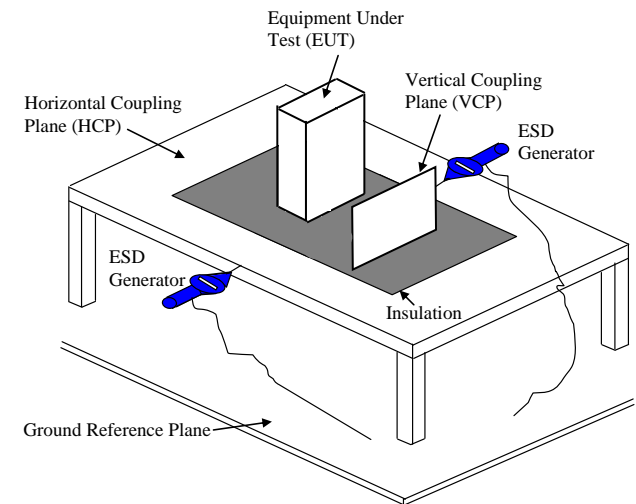 Equipment Under
Test (EUT)
Horizontal Coupling
Plane (HCP)
Vertical Coupling
Plane (VCP)
ESD
Generator
ESD
Generator
Insulation
Ground Reference Plane